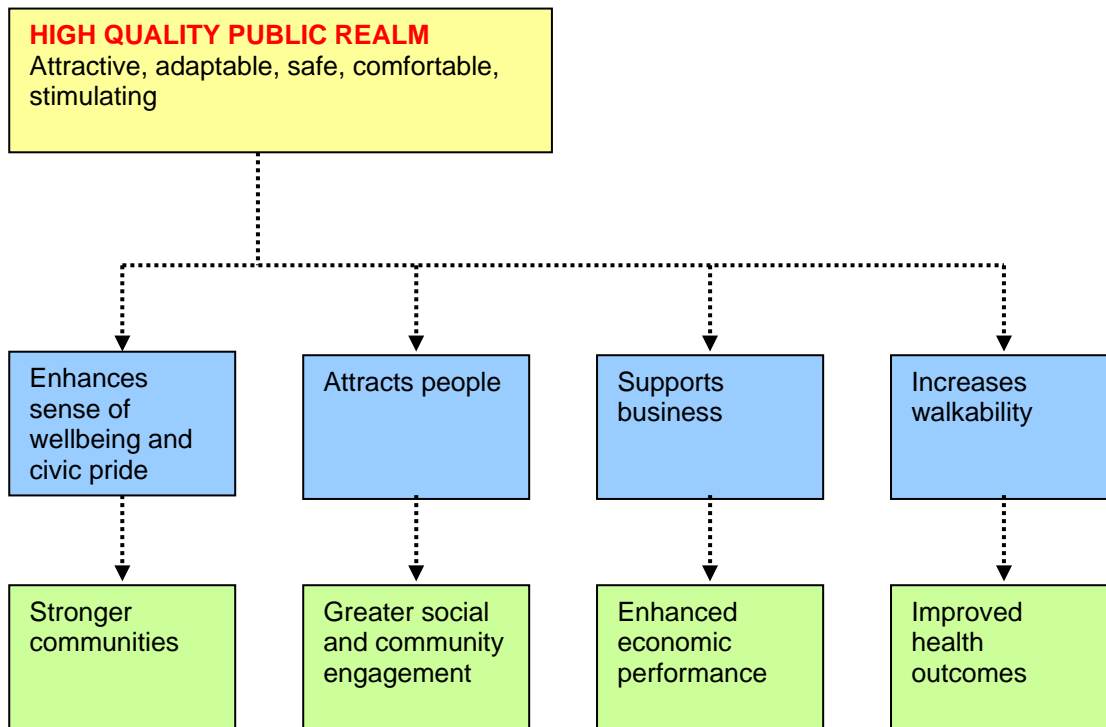 HIGH QUALITY PUBLIC REALM
Attractive, adaptable, safe, comfortable,
stimulating
Enhances
sense of
wellbeing and
civic pride
Attracts people
Supports
business
Increases
walkability
Stronger
communities
Greater social
and community
engagement
Enhanced
economic
performance
Improved
health
outcomes